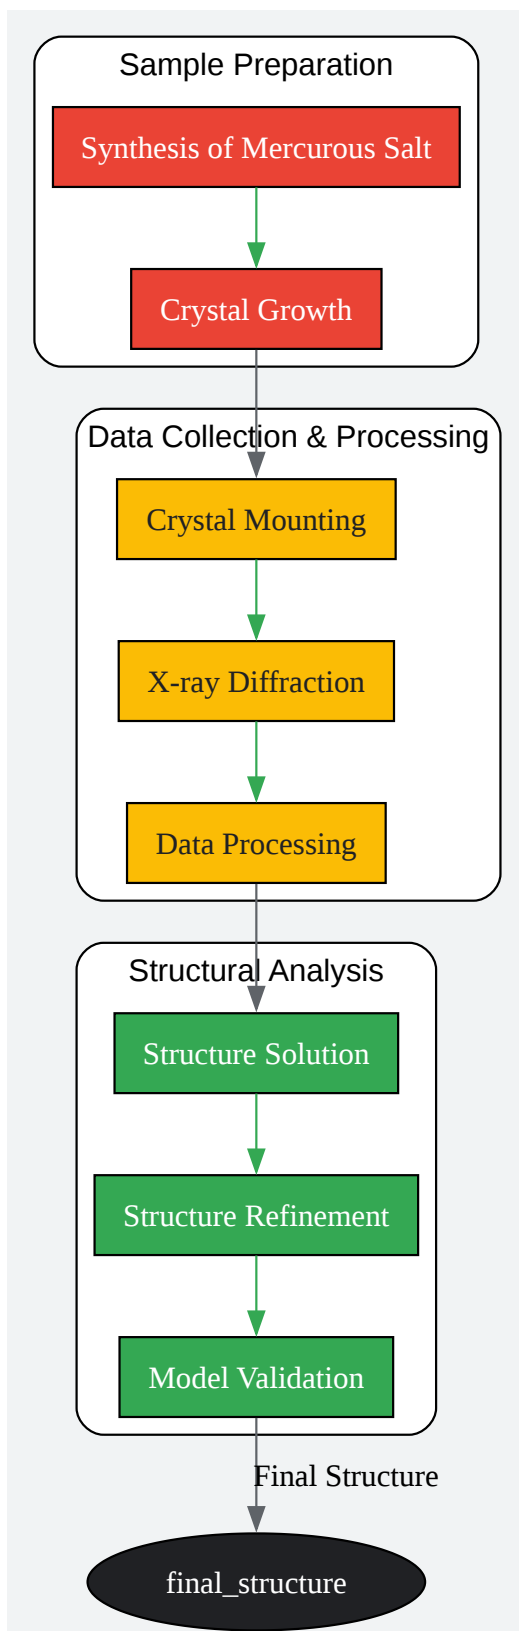 Sample Preparation
Synthesis of Mercurous Salt
Crystal Growth
Data Collection & Processing
Crystal Mounting
X-ray Diffraction
Data Processing
Structural Analysis
Structure Solution
Structure Refinement
Model Validation
Final Structure
final_structure